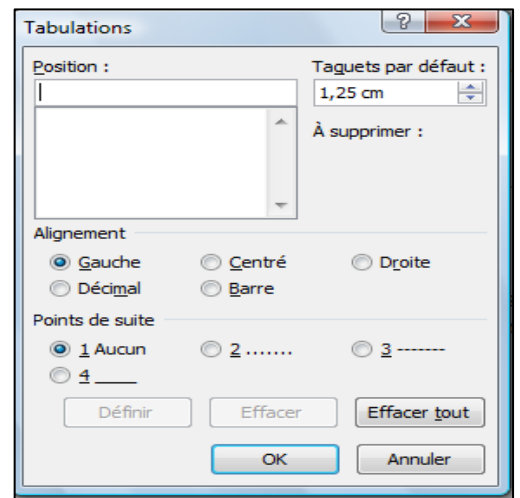 Tabulations ?
Position : Taquets par défaut :
1,25 cm
À supprimer :
Alignement
Gauche Centré Droite
Décimal Barre
Points de suite
1 Aucun 2 ....... 3 -------
4 ____
Définir Effacer Effacer tout
OK Annuler